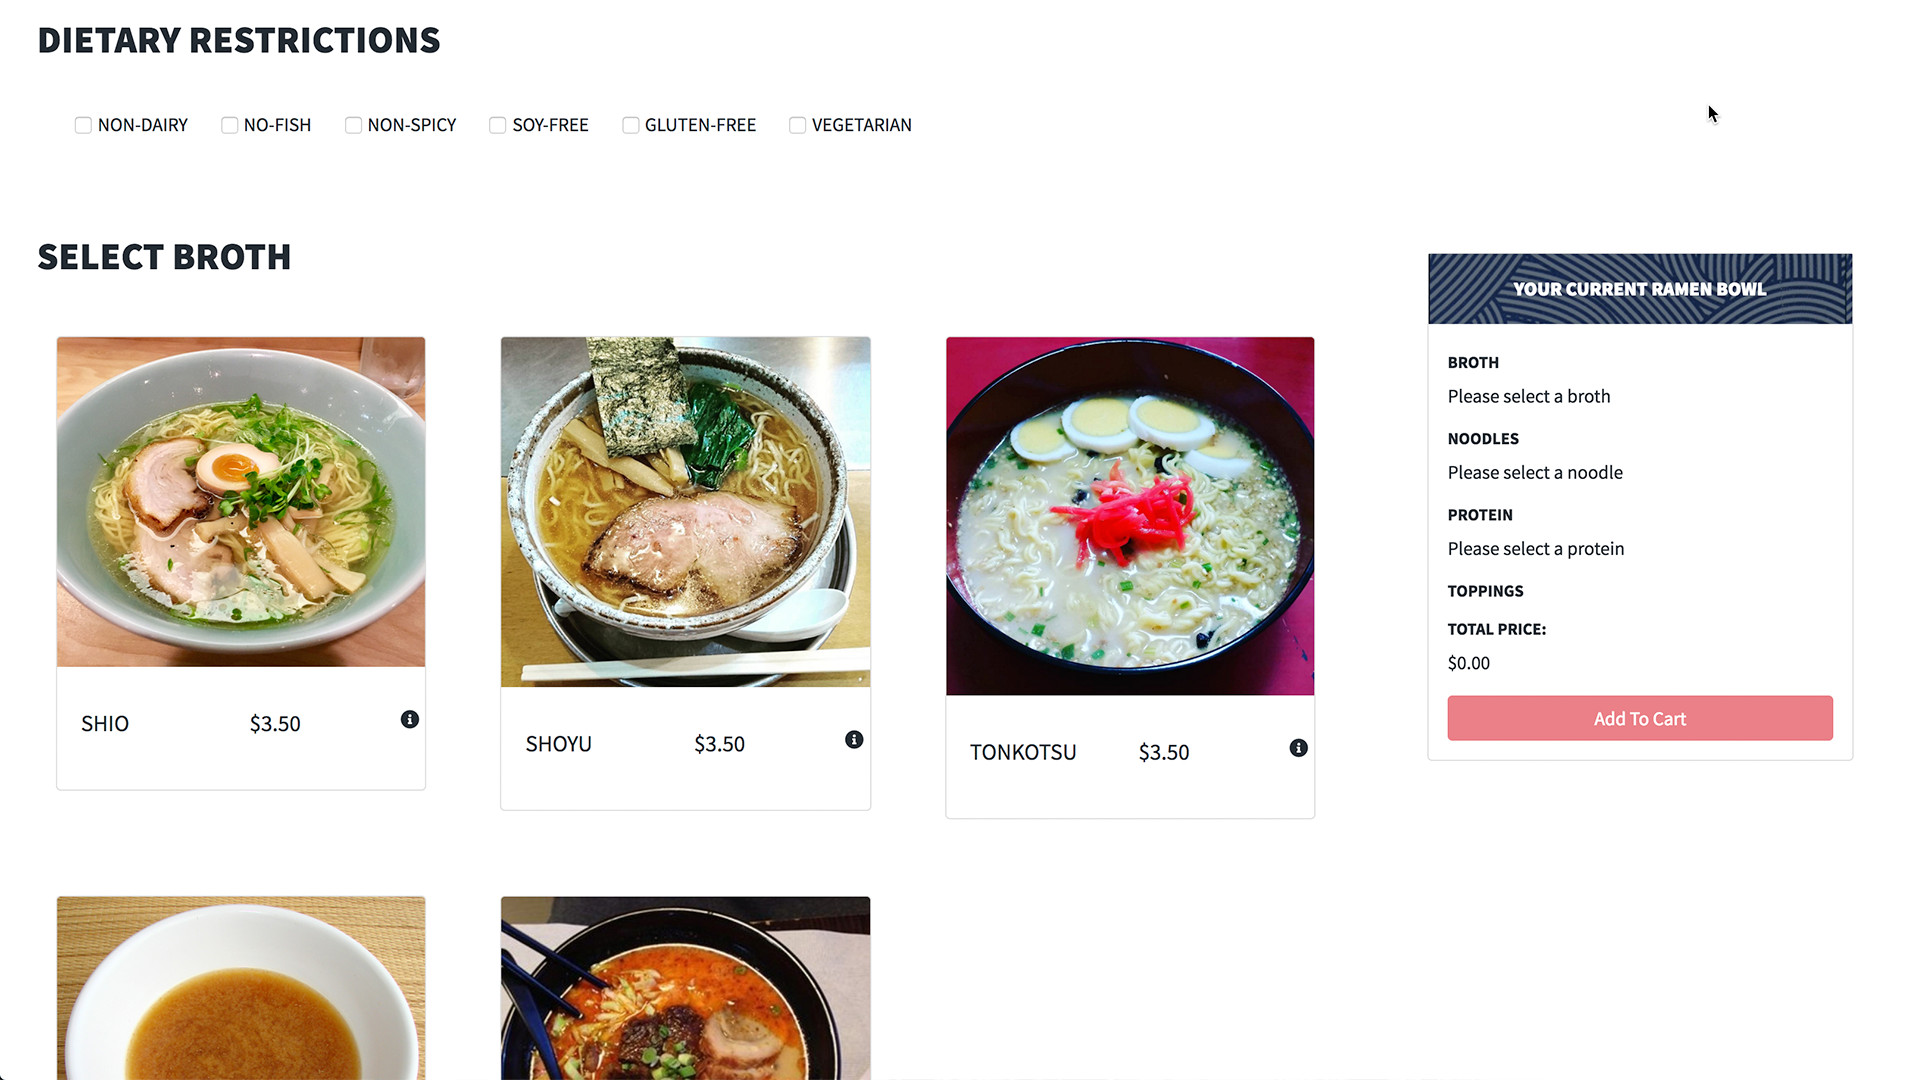 DIETARY RESTRICTIONS
NON-DAIRY NO-FISH NON-SPICY SOY-FREE GLUTEN-FREE VEGETARIAN
SELECT BROTH
SHIO $3.50
SHOYU $3.50
TONKOTSU $3.50
YOUR CURRENT RAMEN BOWL
BROTH
Please select a broth
NOODLES
Please select a noodle
PROTEIN
Please select a protein
TOPPINGS
TOTAL PRICE:
$0.00
Add To Cart